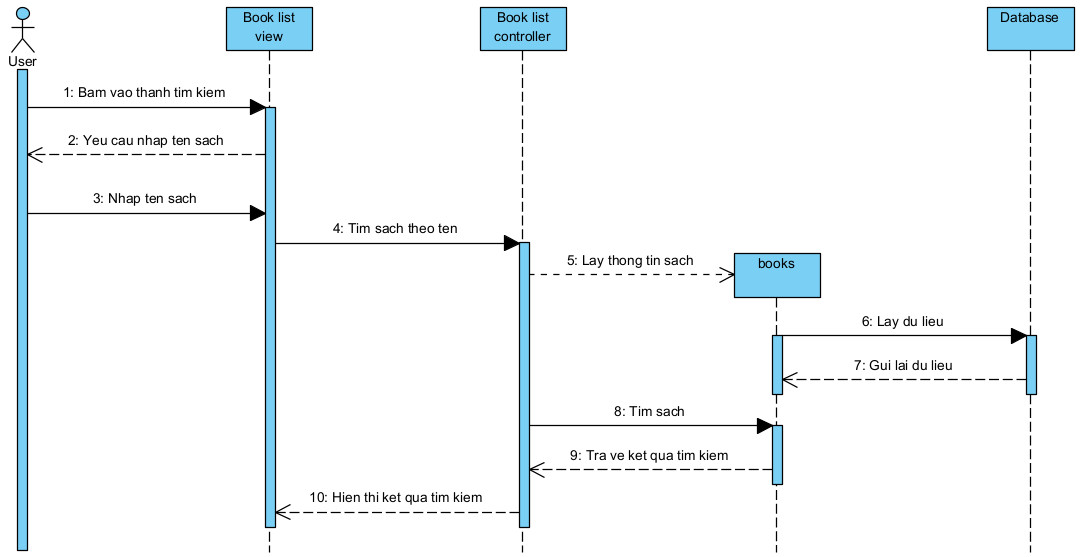 Book list
view
Book list
controller
Database
User
1: Bam vao thanh tim kiem
2: Yeu cau nhap ten sach
3: Nhap ten sach
4: Tim sach theo ten
5: Lay thong tin sach
books
6: Lay du lieu
7: Gui lai du lieu
8: Tim sach
9: Tra ve ket qua tim kiem
10: Hien thi ket qua tim kiem